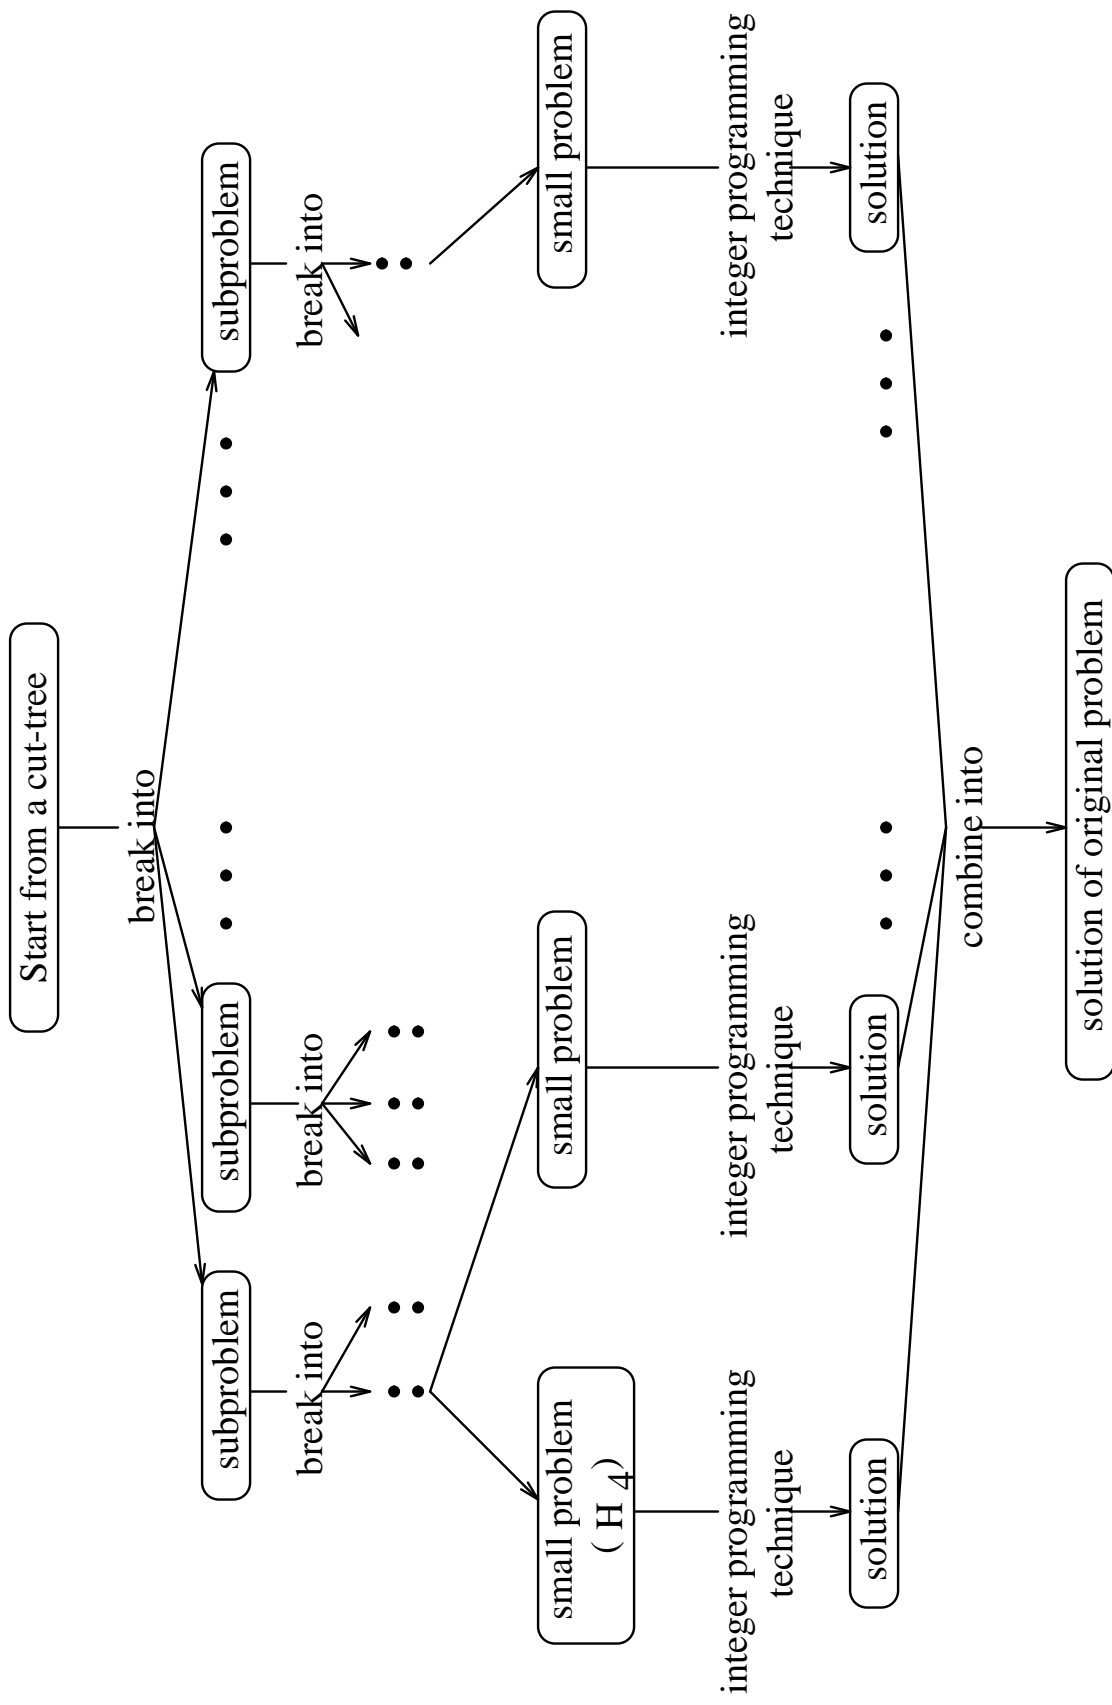 Start from a cut-tree
break into
subproblem
subproblem
subproblem
break into
break into
break into
small problem
( H 4)
small problem
small problem
integer programming
technique
integer programming
technique
integer programming
technique
solution
solution
solution
combine into
solution of original problem